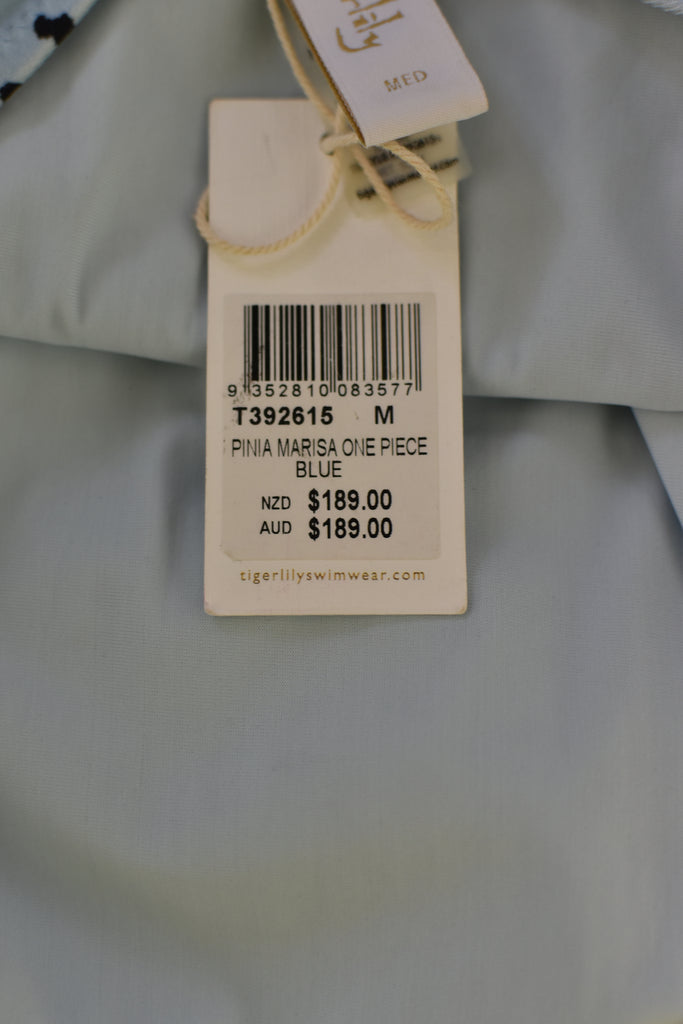 MED
9 352810 083577
T392615 M
PINIA MARISA ONE PIECE
BLUE
NZD $189.00
AUD $189.00
tigerlilyswimwear.com